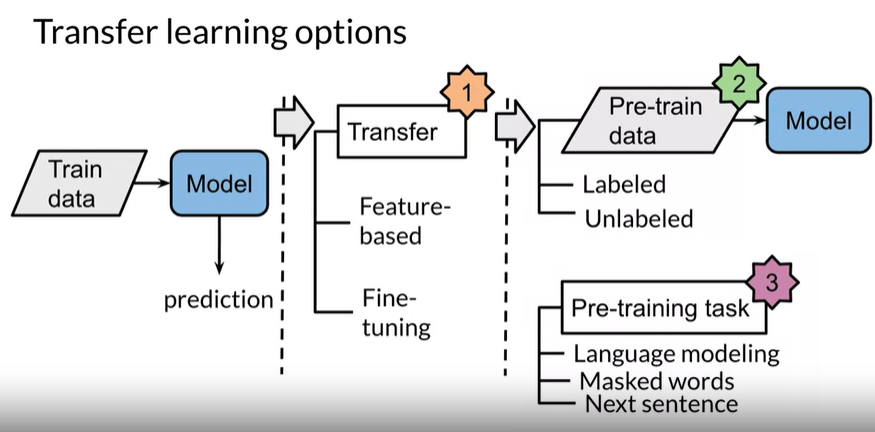 Transfer learning options
Train
data
Model
prediction
1
Transfer
Feature-
based
Fine-
tuning
2
Pre-train
data
Model
Labeled
Unlabeled
3
Pre-training task
Language modeling
Masked words
Next sentence